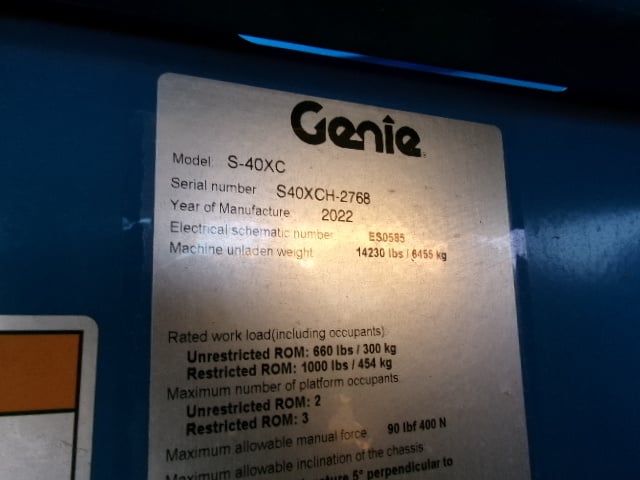 Genie
Model S-40XC
Serial number S40XCH-2768
Year of Manufacture 2022
Electrical schematic number ES0585
Machine unladen weight 14230 lbs / 6455 kg
Rated work load(including occupants)
Unrestricted ROM: 660 lbs / 300 kg
Restricted ROM: 1000 lbs / 454 kg
Maximum number of platform occupants
Unrestricted ROM: 2
Restricted ROM: 3
Maximum allowable manual force 90 lbf 400 N
Maximum allowable inclination of the chassis
5° perpendicular to